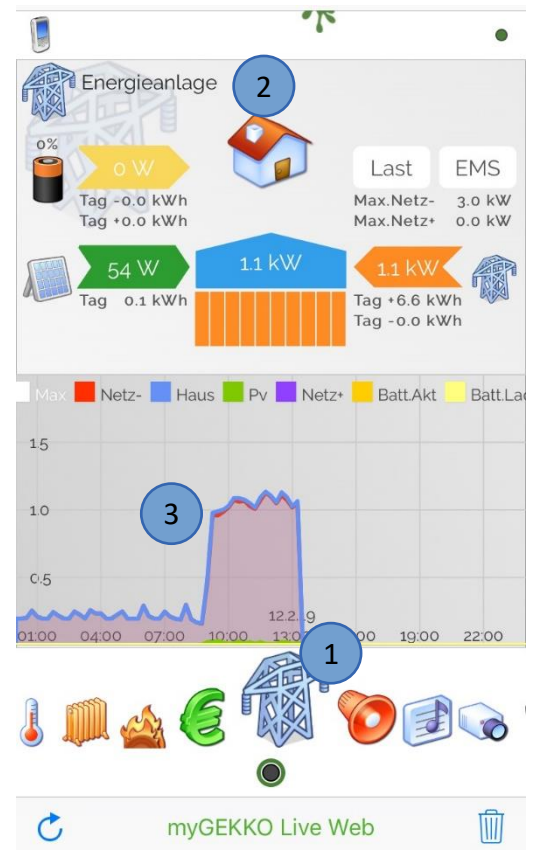 Energieanlage
2
0%
0 W
Last EMS
Tag -0.0 kWh
Tag +0.0 kWh
Max.Netz- 3.0 kW
Max.Netz+ 0.0 kW
54 W
1.1 kW
1.1 kW
Tag 0.1 kWh
Tag +6.6 kWh
Tag -0.0 kWh
Max Netz- Haus Pv Netz+ Batt.Akt Batt.Lad
1.5
1.0
3
0.5
12.2.19
01:00 04:00 07:00 10:00 13:00 19:00 22:00
1
myGEKKO Live Web